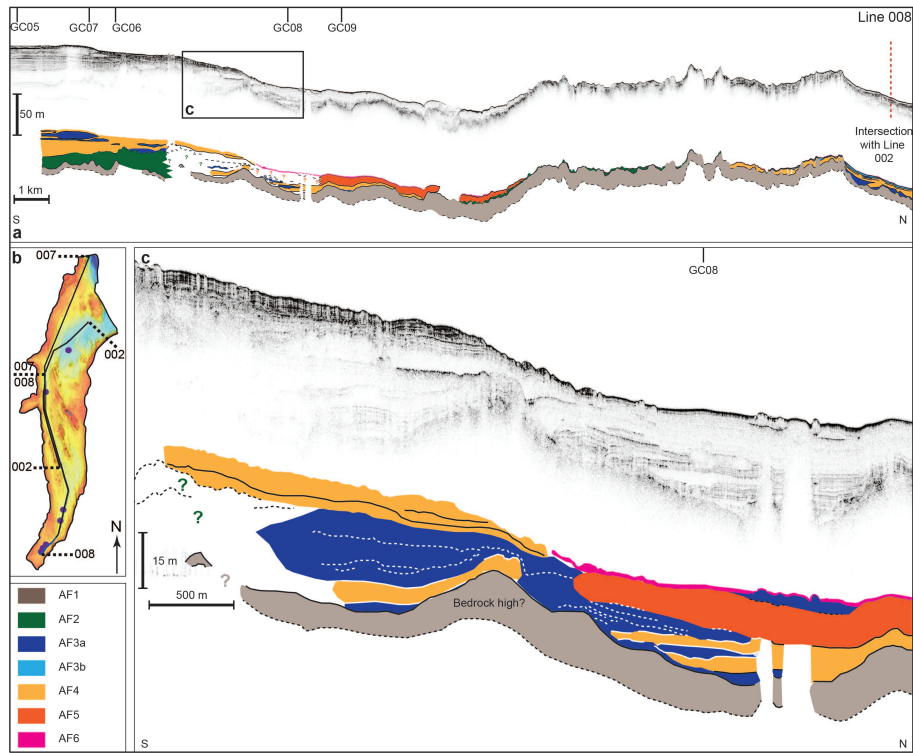 GC05
GC07
GC06
GC08
GC09
Line 008
50 m
c
Intersection
with Line
002
1 km
S
N
a
b
007
002
007
008
002
N
008
AF1
AF2
AF3a
AF3b
AF4
AF5
AF6
c
GC08
?
?
15 m
?
500 m
Bedrock high?
S
N